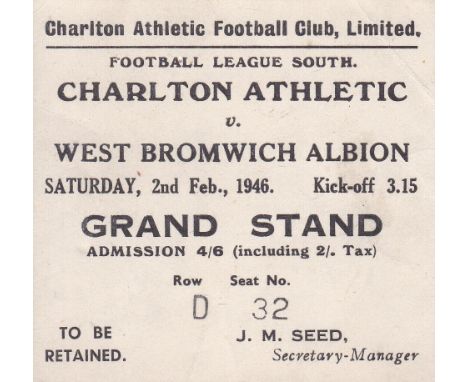 Charlton Athletic Football Club, Limited.
FOOTBALL LEAGUE SOUTH.
CHARLTON ATHLETIC
v.
WEST BROMWICH ALBION
SATURDAY, 2nd Feb., 1946. Kick-off 3.15
GRAND STAND
ADMISSION 4/6 (including 2/. Tax)
Row Seat No.
D 32
TO BE
RETAINED.
J. M. SEED,
Secretary-Manager